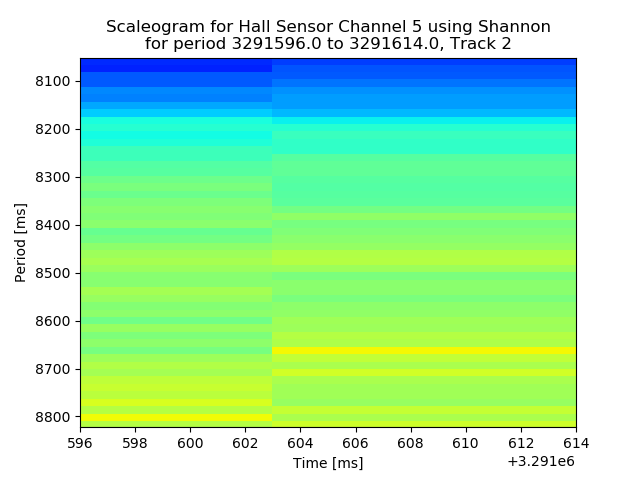 Scaleogram for Hall Sensor Channel 5 using Shannon
for period 3291596.0 to 3291614.0, Track 2
8100
8200
8300
8400
8500
8600
8700
8800
Period [ms]
596 598 600 602 604 606 608 610 612 614
Time [ms]
+3.291e6